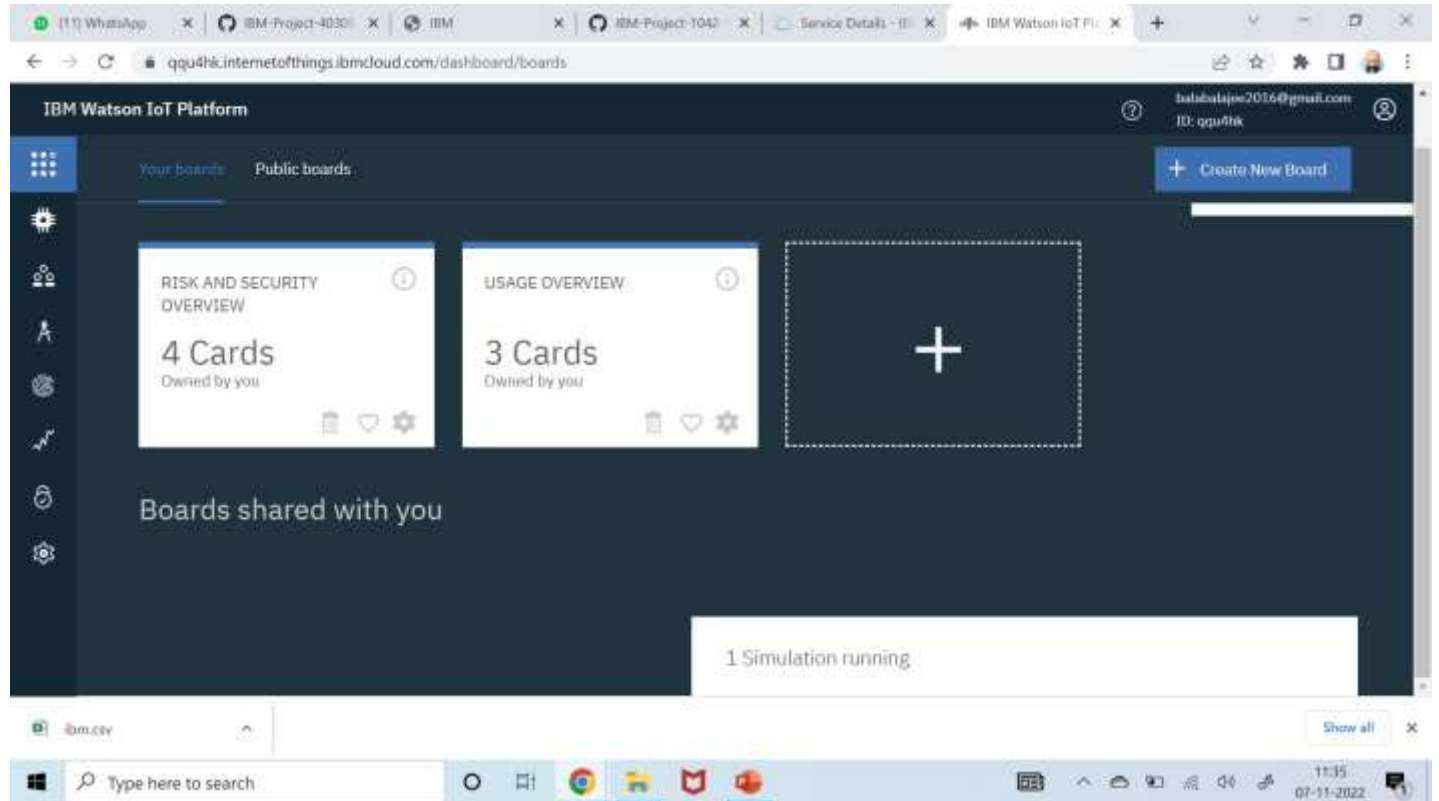 (11) WhatsApp
IBM-Project-4030
IBM
IBM-Project-1042
Service Details - IB
IBM Watson IoT Pl
qqu4hk.internetofthings.ibmcloud.com/dashboard/boards
IBM Watson IoT Platform
balabalajee2016@gmail.com
ID: qqu4hk
Your boards
Public boards
Create New Board
RISK AND SECURITY
OVERVIEW
4 Cards
Owned by you
USAGE OVERVIEW
3 Cards
Owned by you
Boards shared with you
1 Simulation running
ibm.csv
Show all
Type here to search
11:35
07-11-2022